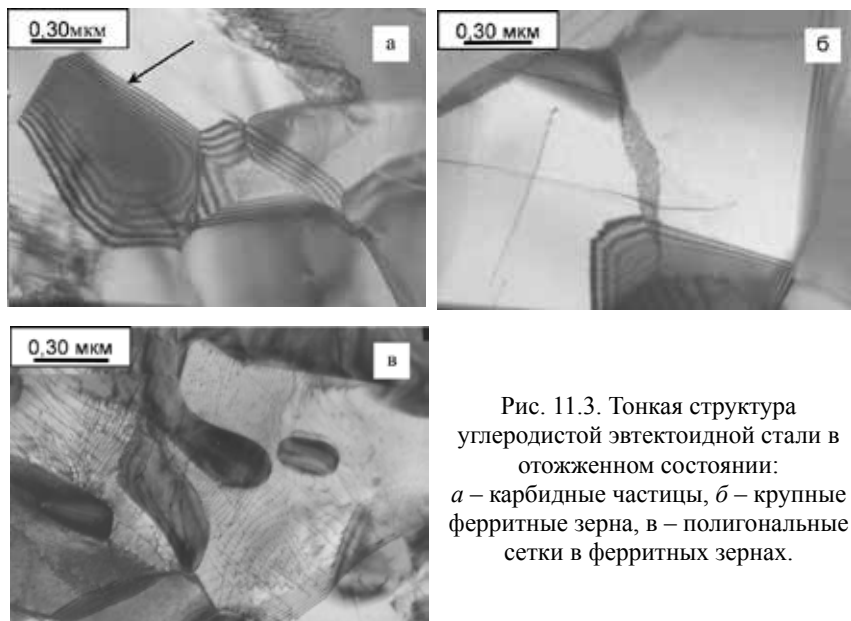 0,30мкм
а
0,30 мкм
б
0,30 мкм
в
Рис. 11.3. Тонкая структура
углеродистой эвтектоидной стали в
отожженном состоянии:
а – карбидные частицы, б – крупные
ферритные зерна, в – полигональные
сетки в ферритных зернах.